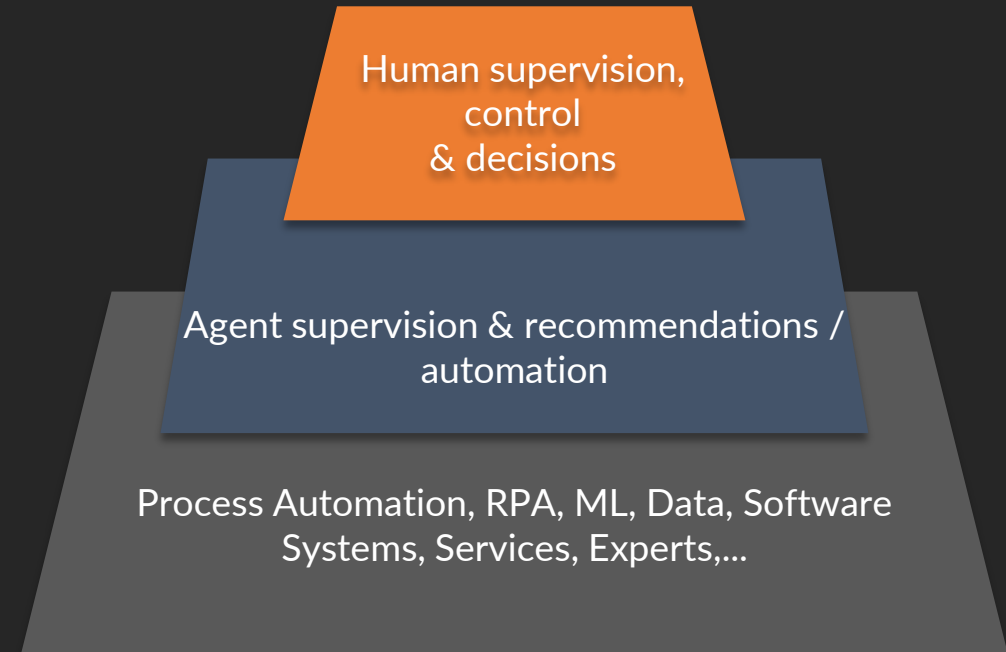 Human supervision,
control
& decisions
Agent supervision & recommendations /
automation
Process Automation, RPA, ML, Data, Software
Systems, Services, Experts,...